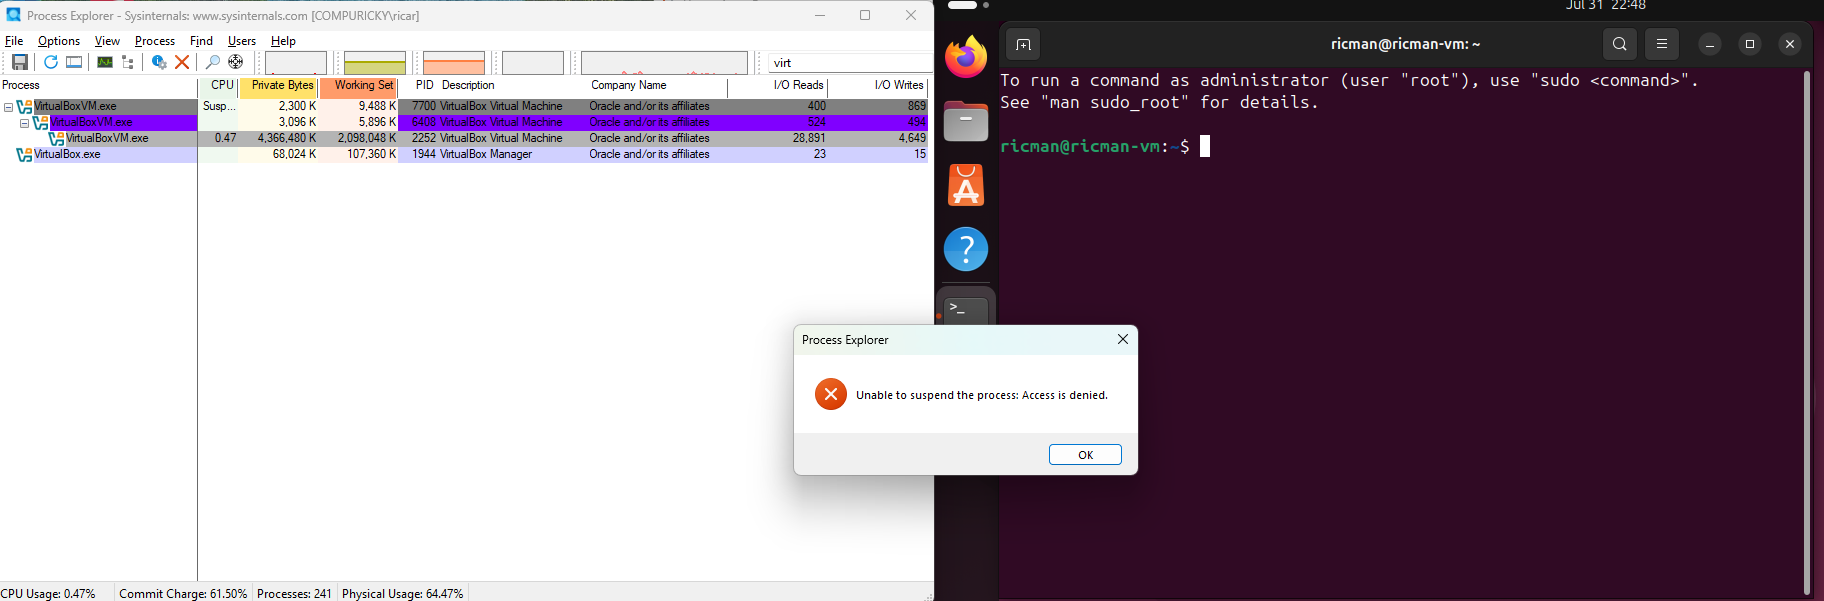 Process Explorer - Sysinternals: www.sysinternals.com [COMPURICKY\ricar]
File Options View Process Find Users Help
virt
Process CPU Private Bytes Working Set PID Description Company Name I/O Reads I/O Writes
VirtualBoxVM.exe Susp... 2,300 K 9,488 K 7700 VirtualBox Virtual Machine Oracle and/or its affiliates 400 869
VirtualBoxVM.exe 3,096 K 5,896 K 6408 VirtualBox Virtual Machine Oracle and/or its affiliates 524 494
VirtualBoxVM.exe 0.47 4,366,480 K 2,098,048 K 2252 VirtualBox Virtual Machine Oracle and/or its affiliates 28,891 4,649
VirtualBox.exe 68,024 K 107,360 K 1944 VirtualBox Manager Oracle and/or its affiliates 23 15
CPU Usage: 0.47% Commit Charge: 61.50% Processes: 241 Physical Usage: 64.47%
Jul 31 22:48
ricman@ricman-vm: ~
To run a command as administrator (user "root"), use "sudo <command>".
See "man sudo_root" for details.
ricman@ricman-vm:~$
>_
Process Explorer
Unable to suspend the process: Access is denied.
OK